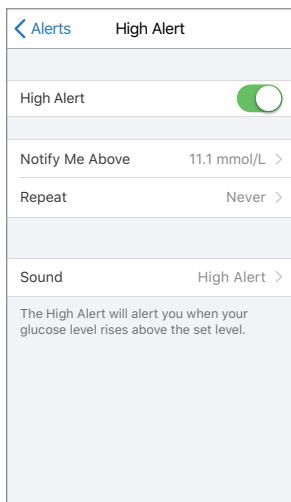 Alerts High Alert
High Alert
Notify Me Above 11.1 mmol/L
Repeat Never
Sound High Alert
The High Alert will alert you when your
glucose level rises above the set level.